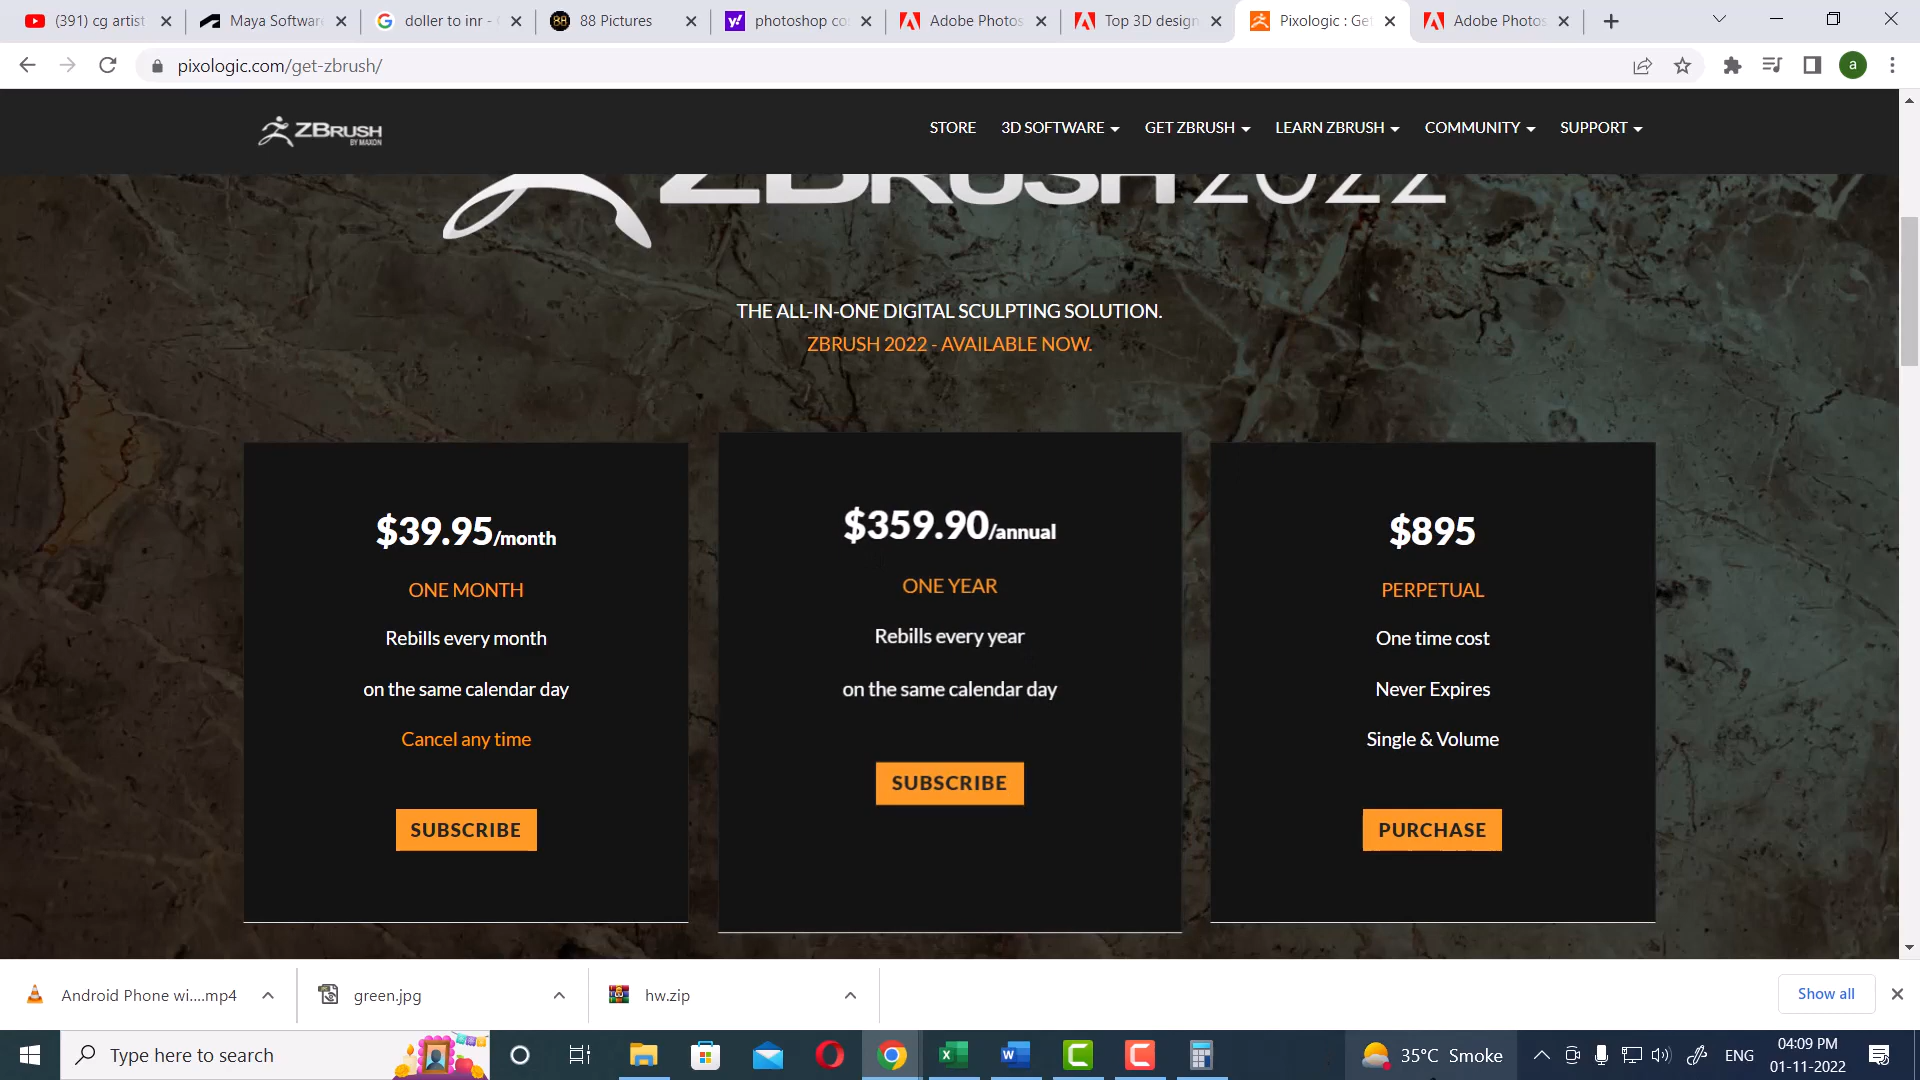 (391) cg artist
Maya Software
doller to inr -
88 Pictures
photoshop co
Adobe Photos
Top 3D design
Pixologic : Get
Adobe Photos
pixologic.com/get-zbrush/
a
ZBRUSH
BY MAXON
STORE
3D SOFTWARE
GET ZBRUSH
LEARN ZBRUSH
COMMUNITY
SUPPORT
ZBRUSH 2022
THE ALL-IN-ONE DIGITAL SCULPTING SOLUTION.
ZBRUSH 2022 - AVAILABLE NOW.
$39.95/month
ONE MONTH
Rebills every month
on the same calendar day
Cancel any time
SUBSCRIBE
$359.90/annual
ONE YEAR
Rebills every year
on the same calendar day
SUBSCRIBE
$895
PERPETUAL
One time cost
Never Expires
Single & Volume
PURCHASE
Android Phone wi....mp4
green.jpg
hw.zip
Show all
Type here to search
35°C Smoke
ENG
04:09 PM
01-11-2022